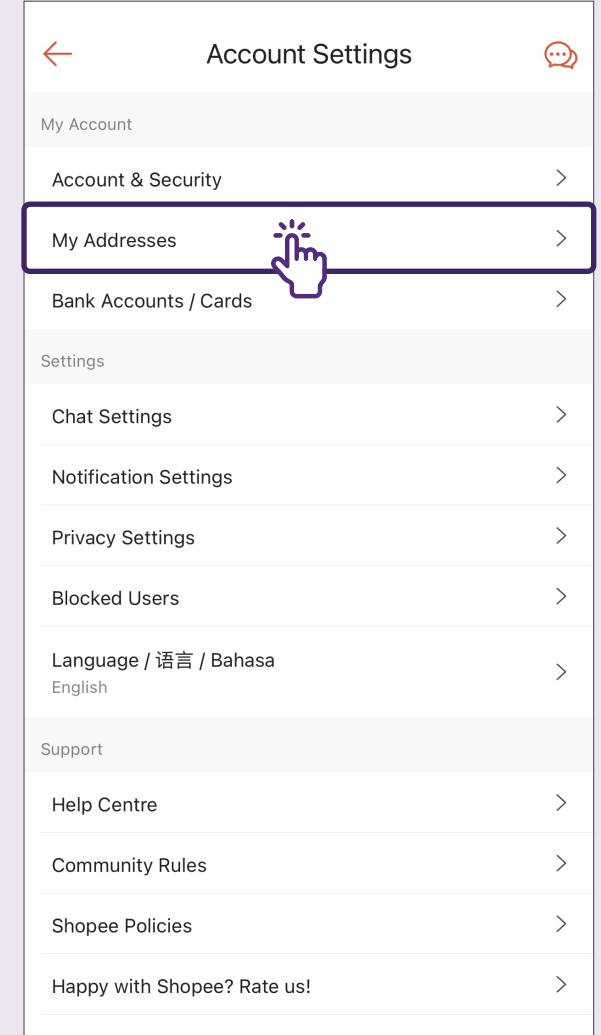 Account Settings
My Account
Account & Security
My Addresses
Bank Accounts / Cards
Settings
Chat Settings
Notification Settings
Privacy Settings
Blocked Users
Language / 语言 / Bahasa
English
Support
Help Centre
Community Rules
Shopee Policies
Happy with Shopee? Rate us!